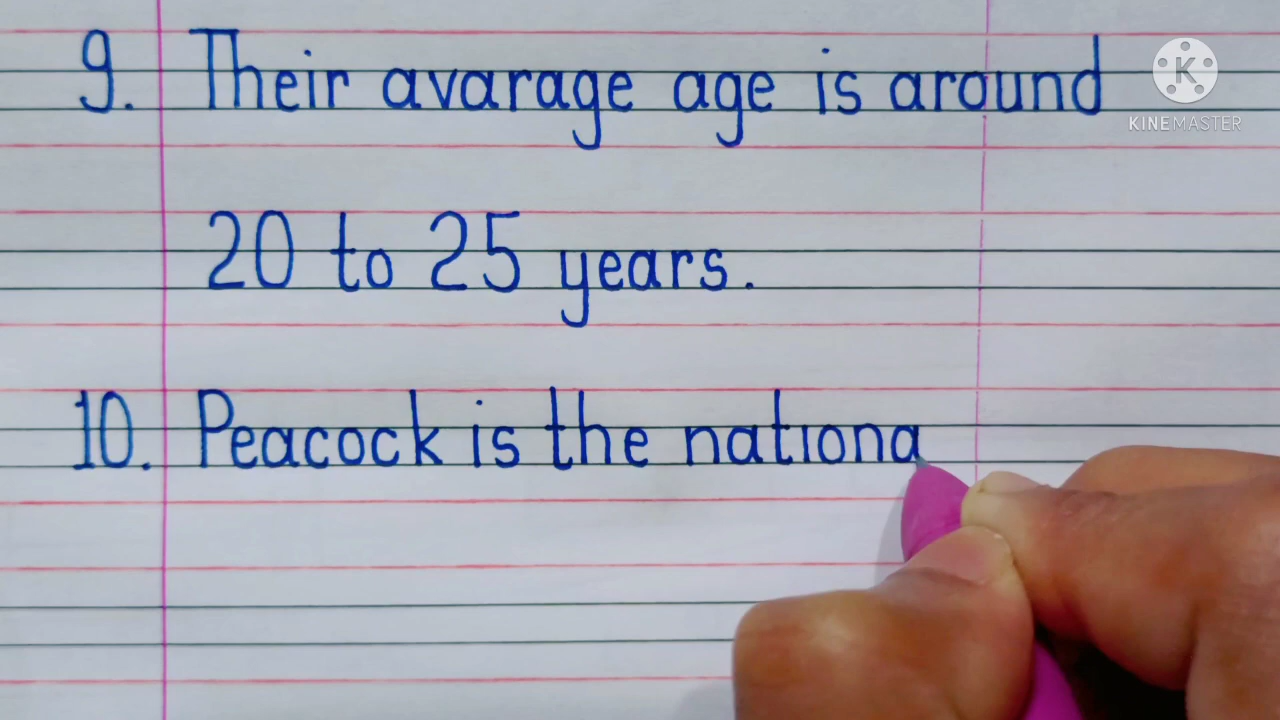 9. Their avarage age is around
20 to 25 years.
10. Peacock is the nationa
KINEMASTER